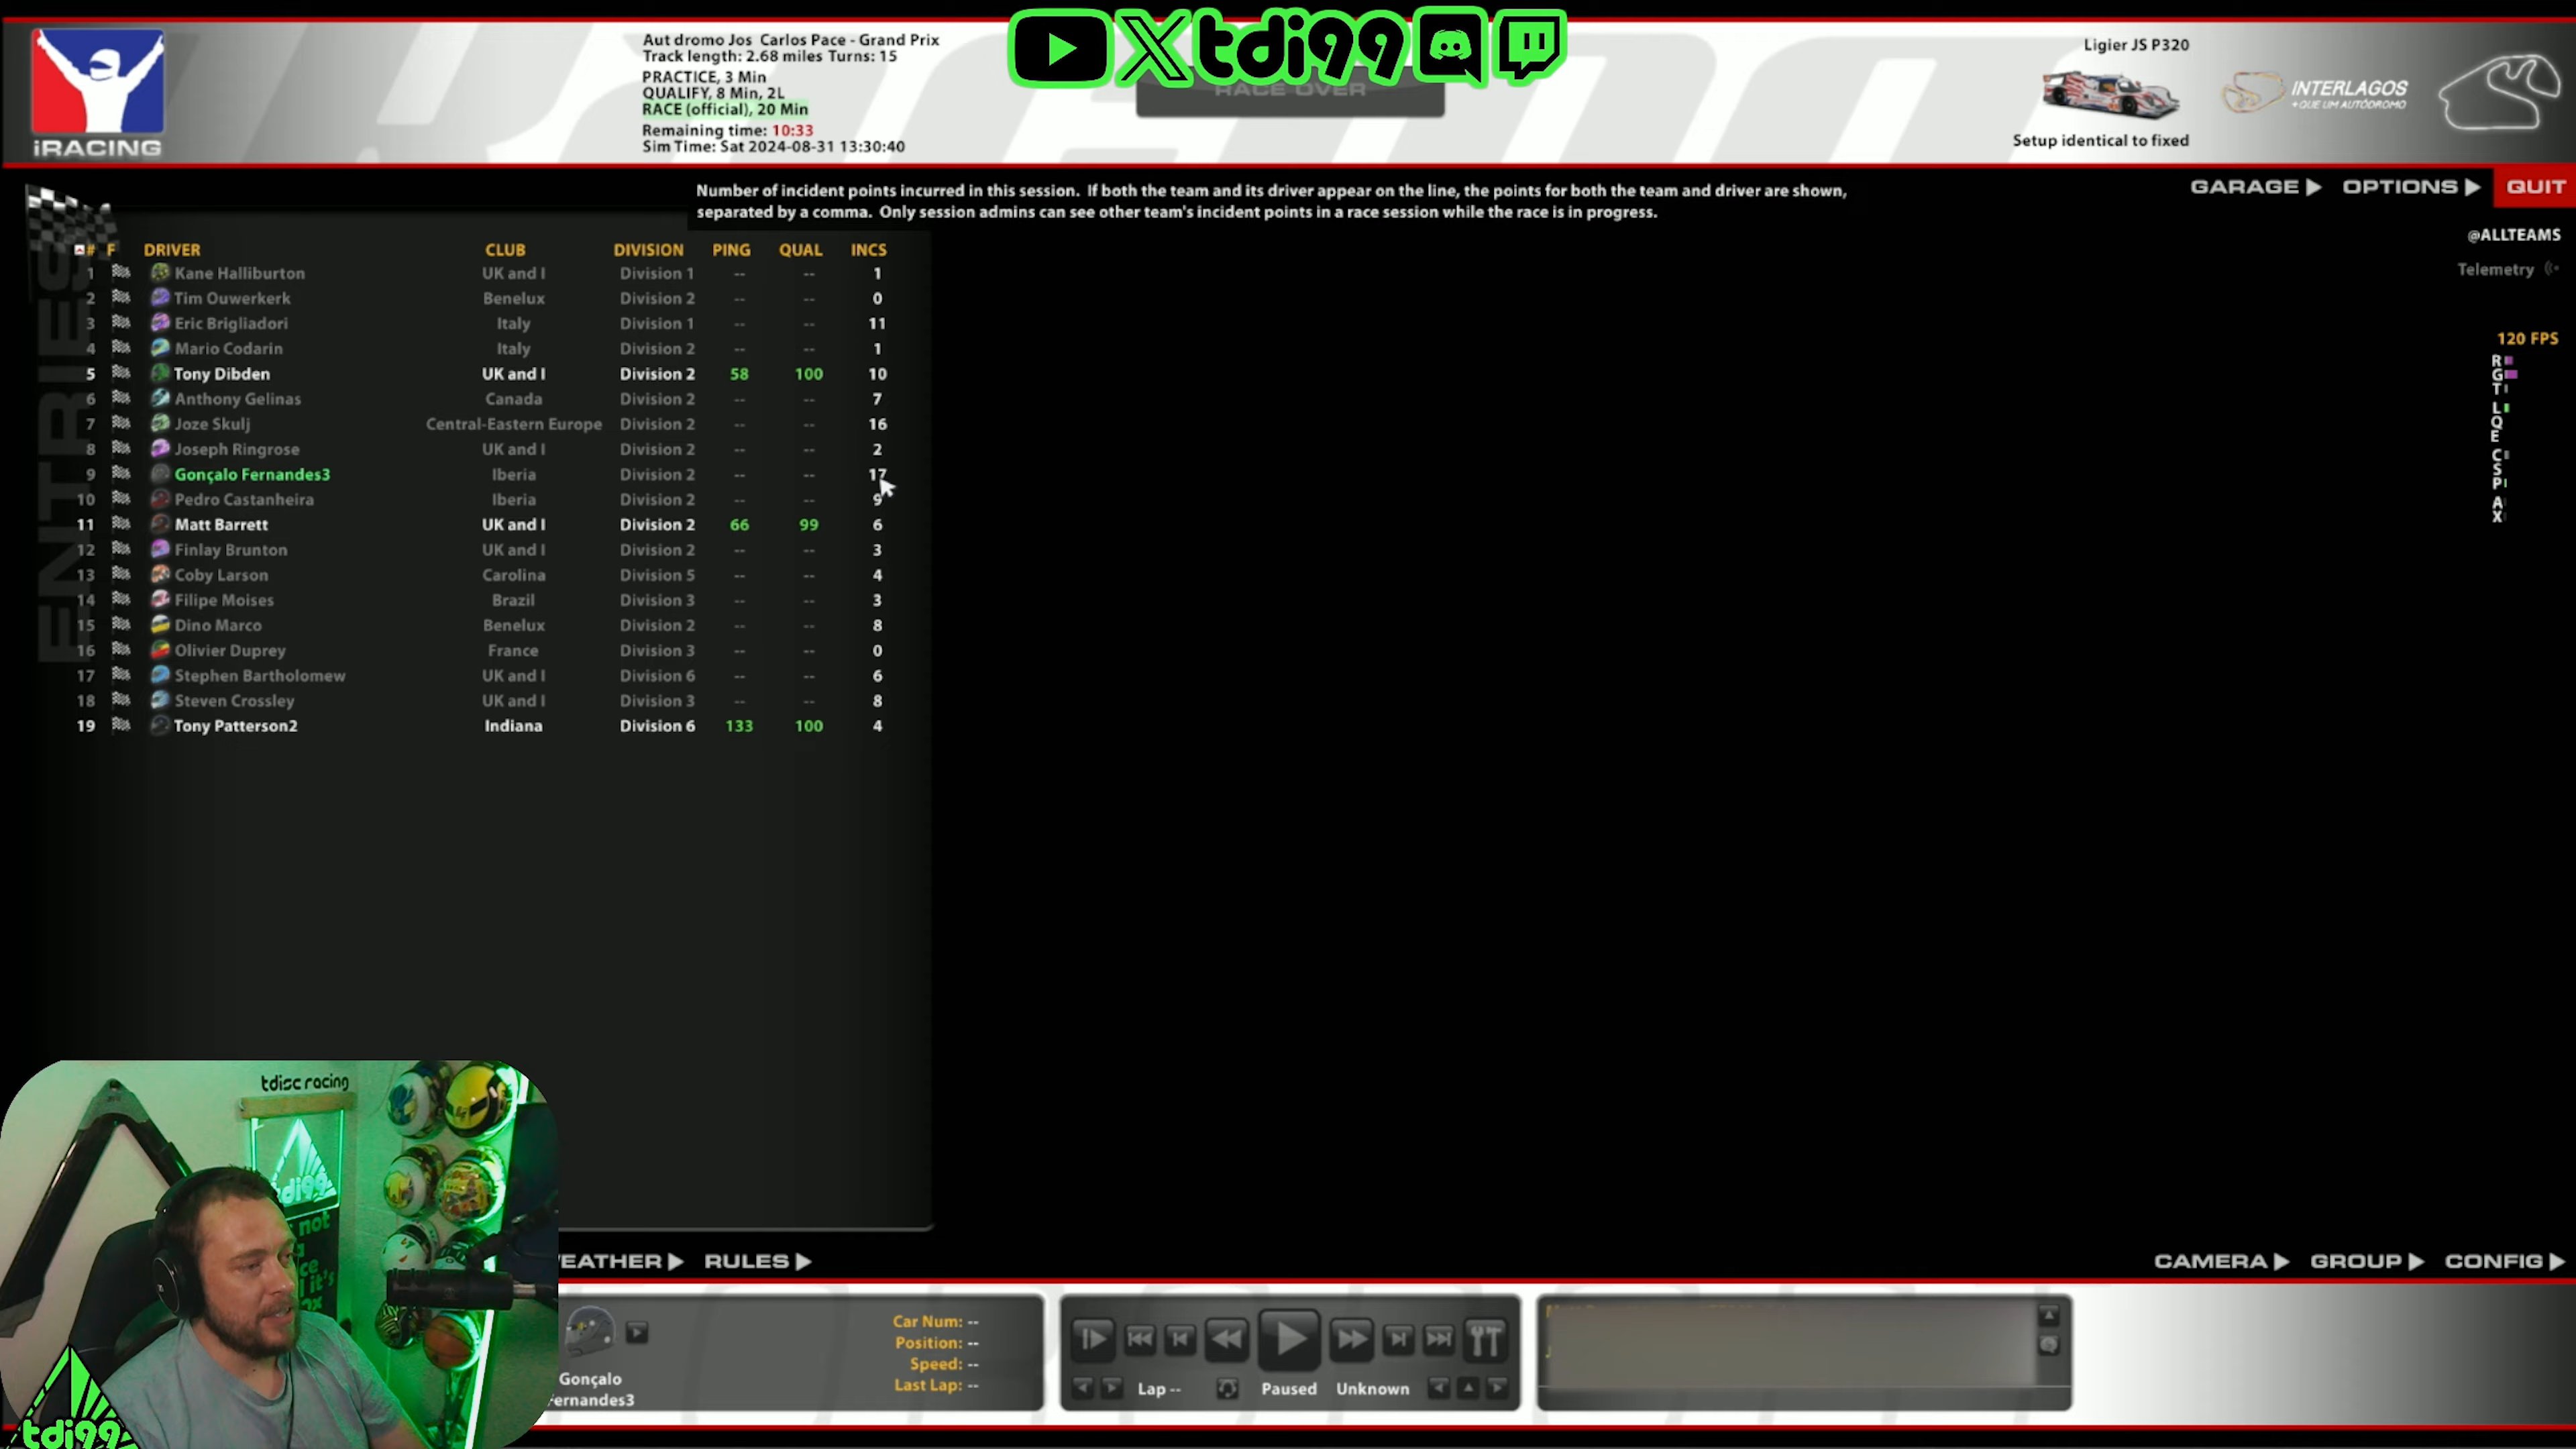 tdi99
iRACING
Aut dromo Jos Carlos Pace - Grand Prix
Track length: 2.68 miles Turns: 15
PRACTICE, 3 Min
QUALIFY, 8 Min, 2L
RACE (official), 20 Min
Remaining time: 10:33
Sim Time: Sat 2024-08-31 13:30:40
RACE OVER
Ligier JS P320
Setup identical to fixed
INTERLAGOS
+QUE UM AUTÓDROMO
Number of incident points incurred in this session. If both the team and its driver appear on the line, the points for both the team and driver are shown,
separated by a comma. Only session admins can see other team's incident points in a race session while the race is in progress.
GARAGE OPTIONS QUIT
@ALLTEAMS
Telemetry
120 FPS
R
G
T
L
Q
E
C
S
P
A
X
ENTRIES
# F DRIVER CLUB DIVISION PING QUAL INCS
1 Kane Halliburton UK and I Division 1 -- -- 1
2 Tim Ouwerkerk Benelux Division 2 -- -- 0
3 Eric Brigliadori Italy Division 1 -- -- 11
4 Mario Codarin Italy Division 2 -- -- 1
5 Tony Dibden UK and I Division 2 58 100 10
6 Anthony Gelinas Canada Division 2 -- -- 7
7 Joze Skulj Central-Eastern Europe Division 2 -- -- 16
8 Joseph Ringrose UK and I Division 2 -- -- 2
9 Gonçalo Fernandes3 Iberia Division 2 -- -- 17
10 Pedro Castanheira Iberia Division 2 -- -- 9
11 Matt Barrett UK and I Division 2 66 99 6
12 Finlay Brunton UK and I Division 2 -- -- 3
13 Coby Larson Carolina Division 5 -- -- 4
14 Filipe Moises Brazil Division 3 -- -- 3
15 Dino Marco Benelux Division 2 -- -- 8
16 Olivier Duprey France Division 3 -- -- 0
17 Stephen Bartholomew UK and I Division 6 -- -- 6
18 Steven Crossley UK and I Division 3 -- -- 8
19 Tony Patterson2 Indiana Division 6 133 100 4
tdisc racing
tdi99
not
it's
tdi99
EATHER RULES
CAMERA GROUP CONFIG
Gonçalo
ernandes3
Car Num: --
Position: --
Speed: --
Last Lap: --
Lap -- Paused Unknown